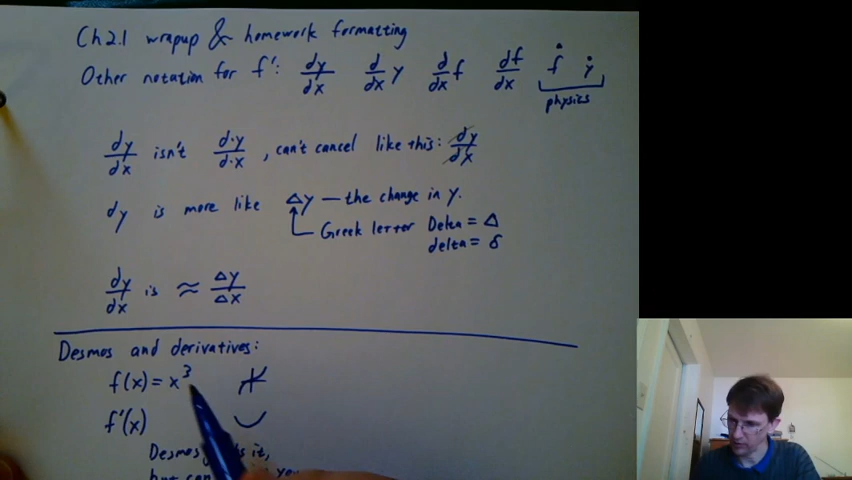 Ch2.1 wrapup & homework formatting
Other notation for f': dy/dx d/dx y d/dx f df/dx ḟ ẏ
physics
dy/dx isn't d·y/d·x, can't cancel like this: dy/dx
dy is more like Δy — the change in y.
Greek letter Delta = Δ
delta = δ
dy/dx is ≈ Δy/Δx
Desmos and derivatives:
f(x) = x³
f'(x)
Desmos it,